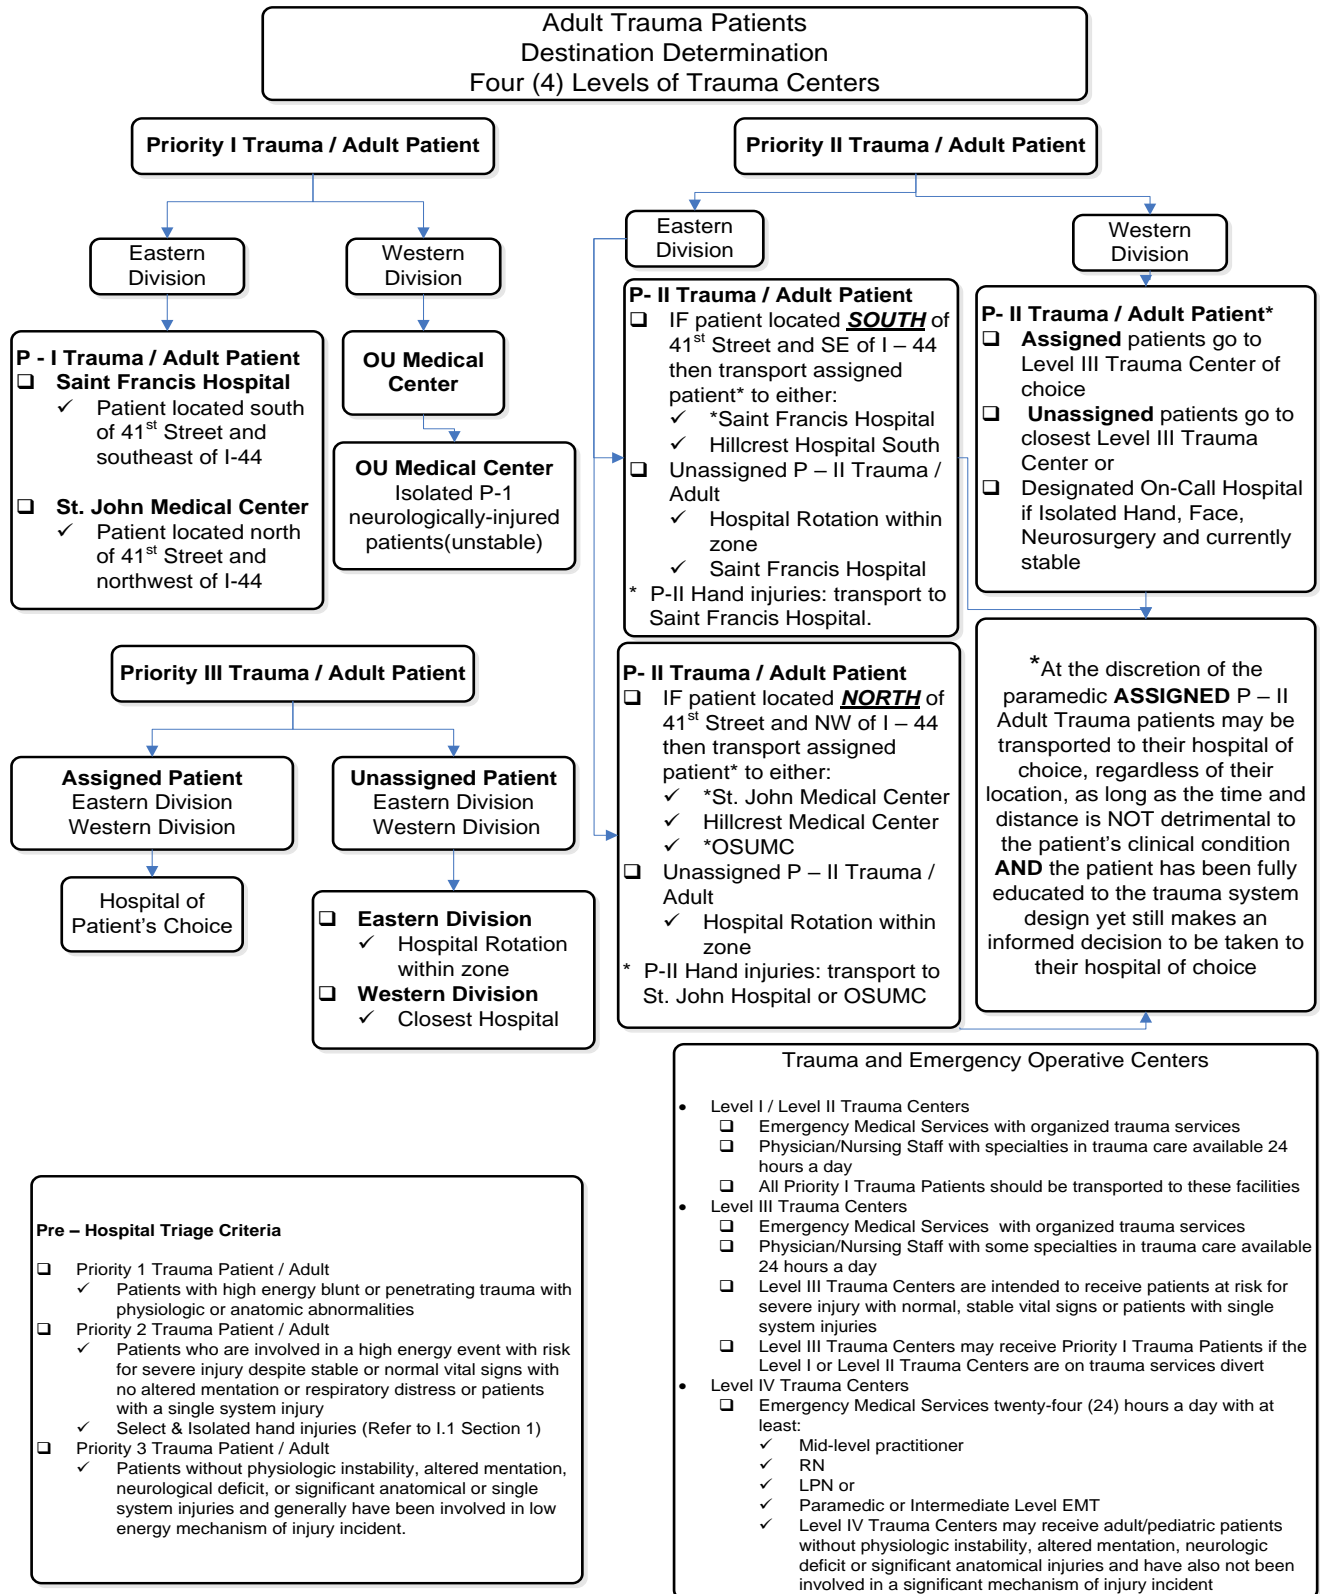 Adult Trauma Patients
Destination Determination
Four (4) Levels of Trauma Centers
Priority I Trauma / Adult Patient
Eastern
Division
Western
Division
P - I Trauma / Adult Patient
❑ Saint Francis Hospital
✓ Patient located south
of 41st Street and
southeast of I-44
❑ St. John Medical Center
✓ Patient located north
of 41st Street and
northwest of I-44
OU Medical
Center
OU Medical Center
Isolated P-1
neurologically-injured
patients(unstable)
Priority II Trauma / Adult Patient
Eastern
Division
Western
Division
P- II Trauma / Adult Patient
❑ IF patient located SOUTH of
41st Street and SE of I – 44
then transport assigned
patient* to either:
✓ *Saint Francis Hospital
✓ Hillcrest Hospital South
❑ Unassigned P – II Trauma /
Adult
✓ Hospital Rotation within
zone
✓ Saint Francis Hospital
* P-II Hand injuries: transport to
Saint Francis Hospital.
P- II Trauma / Adult Patient
❑ IF patient located NORTH of
41st Street and NW of I – 44
then transport assigned
patient* to either:
✓ *St. John Medical Center
✓ Hillcrest Medical Center
✓ *OSUMC
❑ Unassigned P – II Trauma /
Adult
✓ Hospital Rotation within
zone
* P-II Hand injuries: transport to
St. John Hospital or OSUMC
P- II Trauma / Adult Patient*
❑ Assigned patients go to
Level III Trauma Center of
choice
❑ Unassigned patients go to
closest Level III Trauma
Center or
❑ Designated On-Call Hospital
if Isolated Hand, Face,
Neurosurgery and currently
stable
*At the discretion of the
paramedic ASSIGNED P – II
Adult Trauma patients may be
transported to their hospital of
choice, regardless of their
location, as long as the time and
distance is NOT detrimental to
the patient’s clinical condition
AND the patient has been fully
educated to the trauma system
design yet still makes an
informed decision to be taken to
their hospital of choice
Priority III Trauma / Adult Patient
Assigned Patient
Eastern Division
Western Division
Hospital of
Patient’s Choice
Unassigned Patient
Eastern Division
Western Division
❑ Eastern Division
✓ Hospital Rotation
within zone
❑ Western Division
✓ Closest Hospital
Pre – Hospital Triage Criteria
❑ Priority 1 Trauma Patient / Adult
✓ Patients with high energy blunt or penetrating trauma with
physiologic or anatomic abnormalities
❑ Priority 2 Trauma Patient / Adult
✓ Patients who are involved in a high energy event with risk
for severe injury despite stable or normal vital signs with
no altered mentation or respiratory distress or patients
with a single system injury
✓ Select & Isolated hand injuries (Refer to I.1 Section 1)
❑ Priority 3 Trauma Patient / Adult
✓ Patients without physiologic instability, altered mentation,
neurological deficit, or significant anatomical or single
system injuries and generally have been involved in low
energy mechanism of injury incident.
Trauma and Emergency Operative Centers
• Level I / Level II Trauma Centers
❑ Emergency Medical Services with organized trauma services
❑ Physician/Nursing Staff with specialties in trauma care available 24
hours a day
❑ All Priority I Trauma Patients should be transported to these facilities
• Level III Trauma Centers
❑ Emergency Medical Services with organized trauma services
❑ Physician/Nursing Staff with some specialties in trauma care available
24 hours a day
❑ Level III Trauma Centers are intended to receive patients at risk for
severe injury with normal, stable vital signs or patients with single
system injuries
❑ Level III Trauma Centers may receive Priority I Trauma Patients if the
Level I or Level II Trauma Centers are on trauma services divert
• Level IV Trauma Centers
❑ Emergency Medical Services twenty-four (24) hours a day with at
least:
✓ Mid-level practitioner
✓ RN
✓ LPN or
✓ Paramedic or Intermediate Level EMT
✓ Level IV Trauma Centers may receive adult/pediatric patients
without physiologic instability, altered mentation, neurologic
deficit or significant anatomical injuries and have also not been
involved in a significant mechanism of injury incident